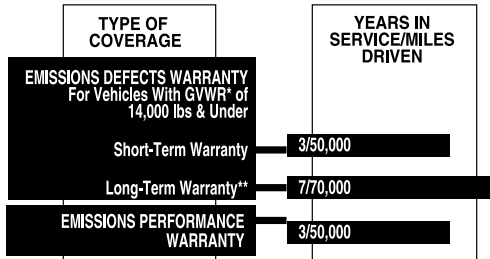 TYPE OF
COVERAGE
YEARS IN
SERVICE/MILES
DRIVEN
EMISSIONS DEFECTS WARRANTY
For Vehicles With GVWR* of
14,000 lbs & Under
Short-Term Warranty
3/50,000
Long-Term Warranty**
7/70,000
EMISSIONS PERFORMANCE
WARRANTY
3/50,000